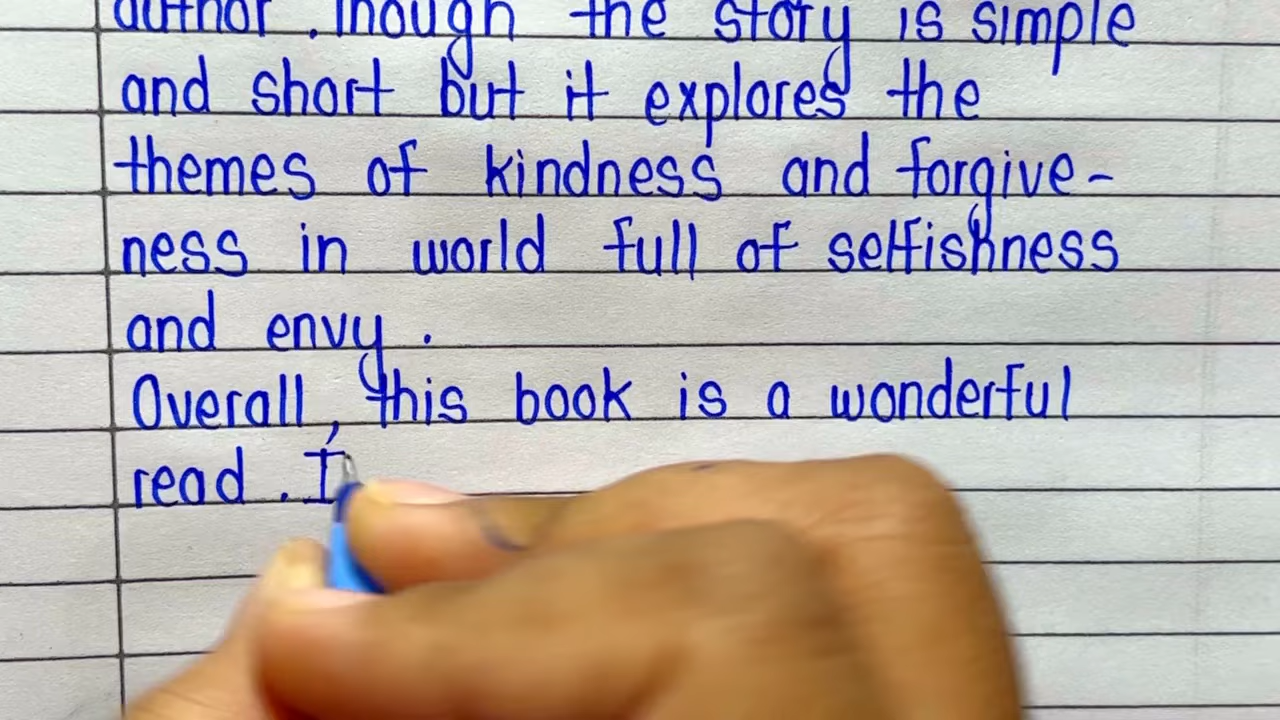 author . Though the story is simple
and short but it explores the
themes of kindness and forgive-
ness in world full of selfishness
and envy .
Overall , this book is a wonderful
read . I